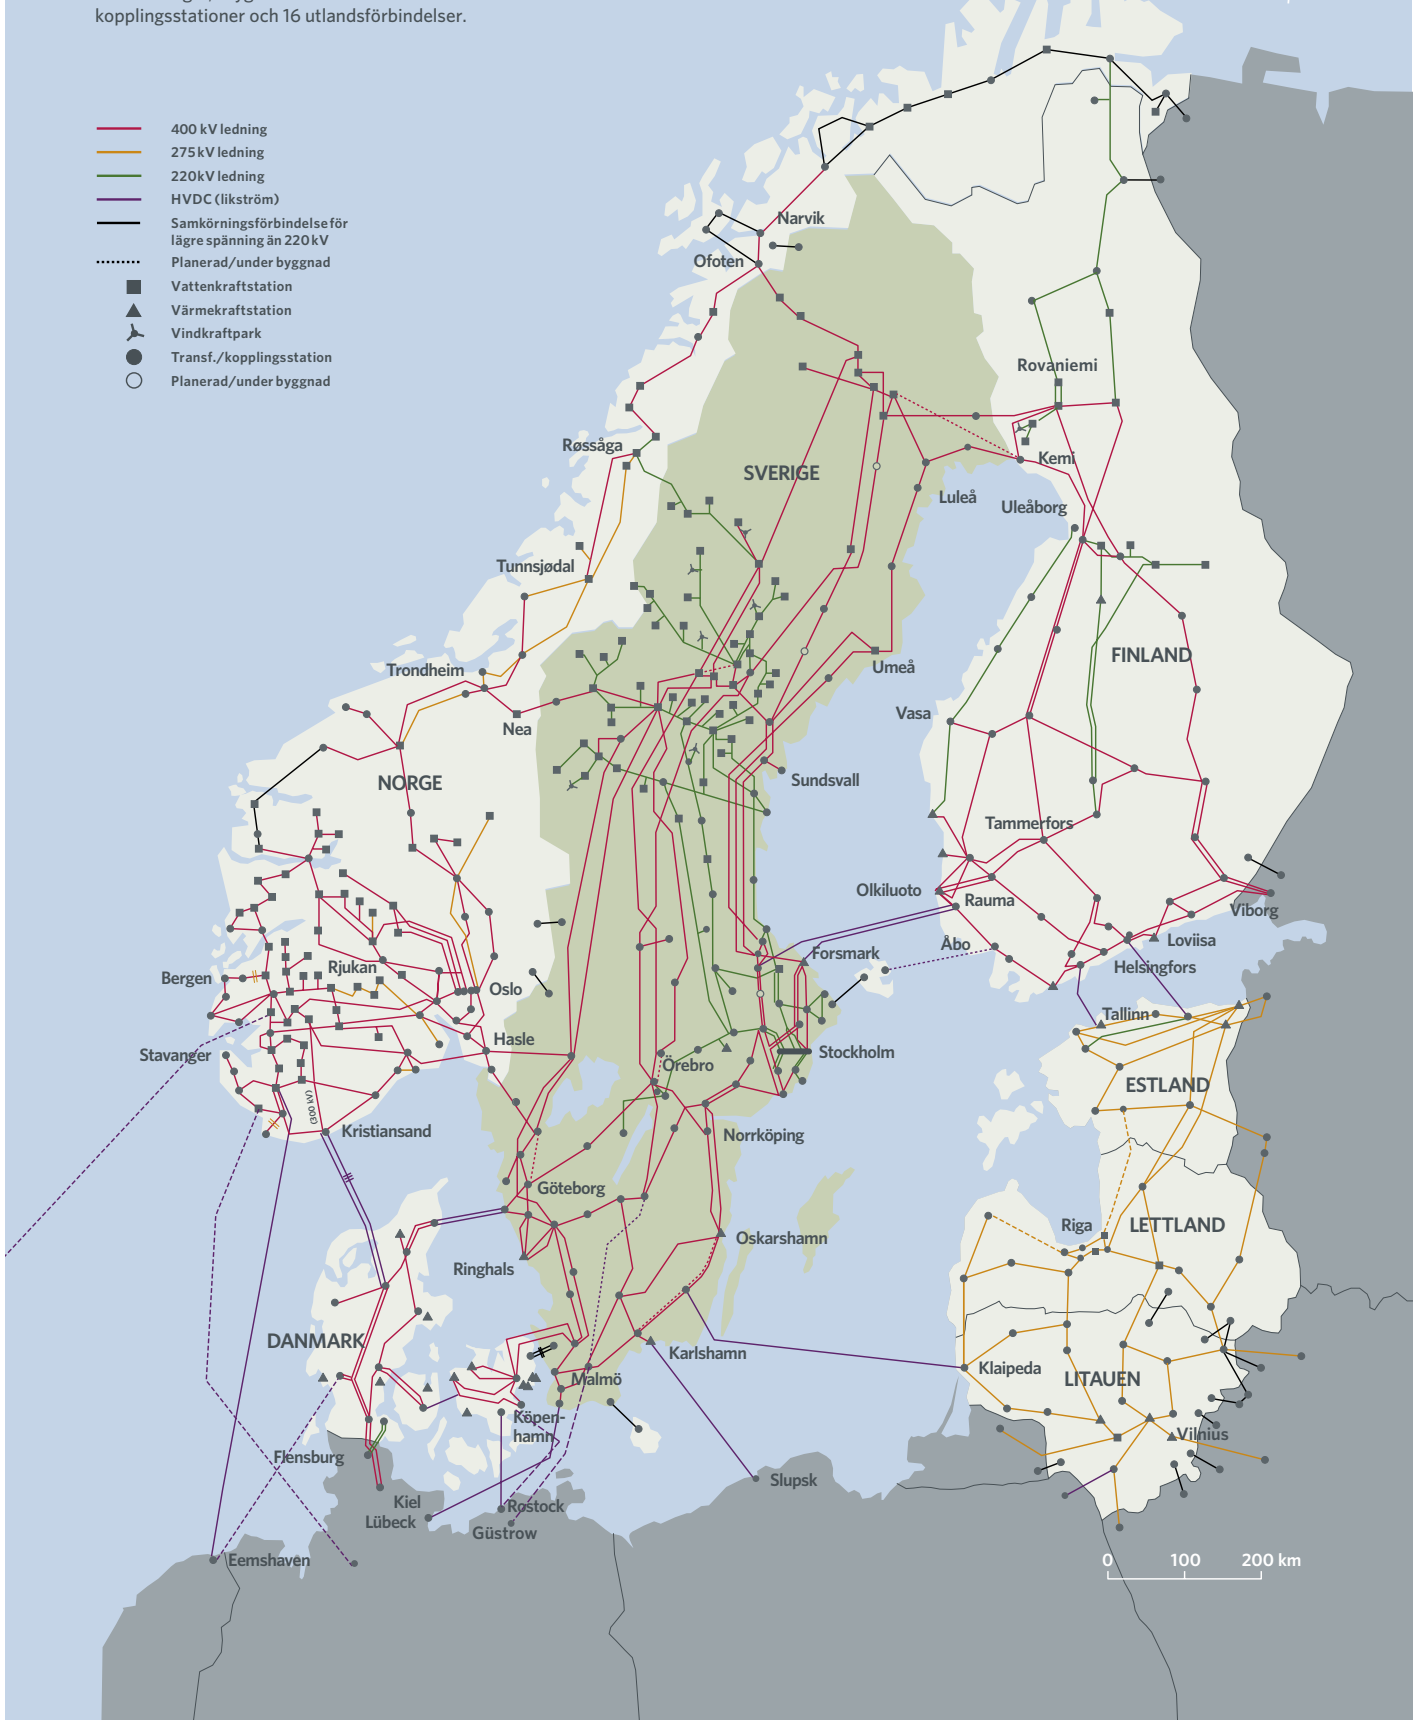 kopplingsstationer och 16 utlandsförbindelser.
400 kV ledning
275 kV ledning
220 kV ledning
HVDC (likström)
Samkörningsförbindelse för
lägre spänning än 220 kV
Planerad/under byggnad
Vattenkraftstation
Värmekraftstation
Vindkraftpark
Transf./kopplingsstation
Planerad/under byggnad
Narvik
Ofoten
Rovaniemi
Røssåga
SVERIGE
Kemi
Luleå
Uleåborg
Tunnsjødal
FINLAND
Trondheim
Umeå
Vasa
Nea
NORGE
Sundsvall
Tammerfors
Olkiluoto
Rauma
Viborg
Åbo
Loviisa
Forsmark
Bergen
Rjukan
Helsingfors
Oslo
Tallinn
Hasle
Stavanger
Stockholm
Örebro
ESTLAND
(300 kV)
Kristiansand
Norrköping
Göteborg
Riga
LETTLAND
Oskarshamn
Ringhals
DANMARK
Karlshamn
Klaipeda
Malmö
LITAUEN
Köpen-
hamn
Vilnius
Flensburg
Slupsk
Kiel
Rostock
Lübeck
Güstrow
Eemshaven
0 100 200 km